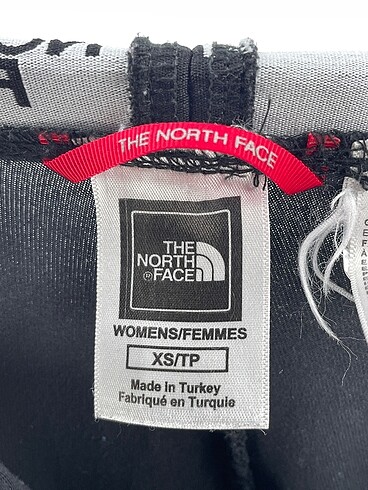 THE NORTH FACE
THE
NORTH
FACE
WOMENS/FEMMES
XS/TP
Made in Turkey
Fabriqué en Turquie